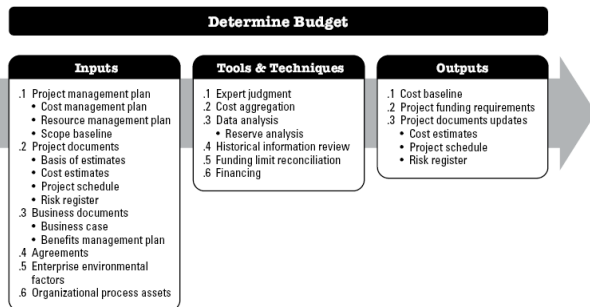 Determine Budget
Inputs
.1 Project management plan
• Cost management plan
• Resource management plan
• Scope baseline
.2 Project documents
• Basis of estimates
• Cost estimates
• Project schedule
• Risk register
.3 Business documents
• Business case
• Benefits management plan
.4 Agreements
.5 Enterprise environmental
factors
.6 Organizational process assets
Tools & Techniques
.1 Expert judgment
.2 Cost aggregation
.3 Data analysis
• Reserve analysis
.4 Historical information review
.5 Funding limit reconciliation
.6 Financing
Outputs
.1 Cost baseline
.2 Project funding requirements
.3 Project documents updates
• Cost estimates
• Project schedule
• Risk register